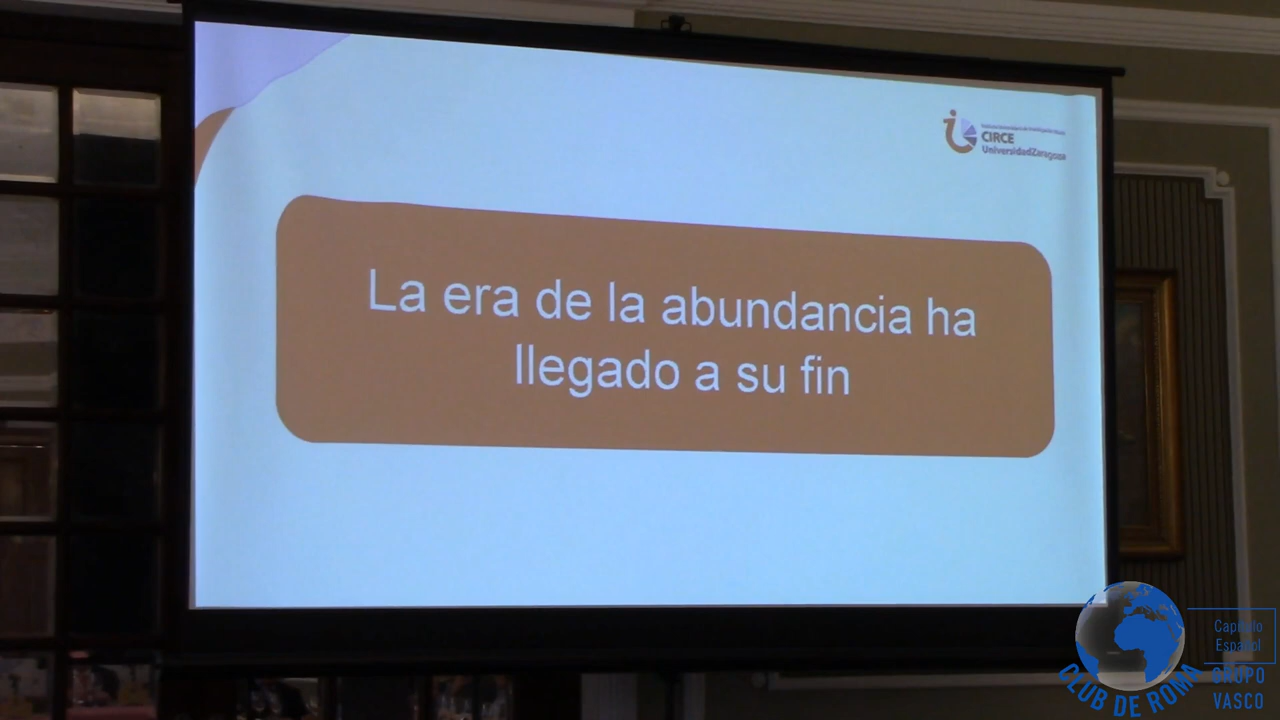 CIRCE
UniversidadZaragoza
La era de la abundancia ha
llegado a su fin
Capítulo
Español
GRUPO
VASCO
CLUB DE ROMA